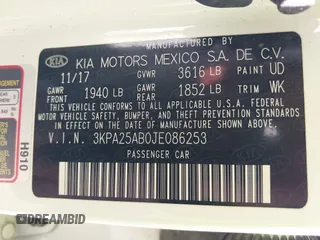 MANUFACTURED BY
KIA KIA MOTORS MEXICO S.A. DE C.V.
11/17 GVWR 3616 LB PAINT UD
GAWR FRONT 1940 LB GAWR REAR 1852 LB TRIM WK
THIS VEHICLE CONFORMS TO ALL APPLICABLE
U.S. FEDERAL MOTOR VEHICLE SAFETY AND THEFT PREVENTION
STANDARDS IN EFFECT ON THE DATE OF MANUFACTURE SHOWN ABOVE.
V.I.N. 3KPA25AB0JE086253
PASSENGER CAR
H910
DREAMBID